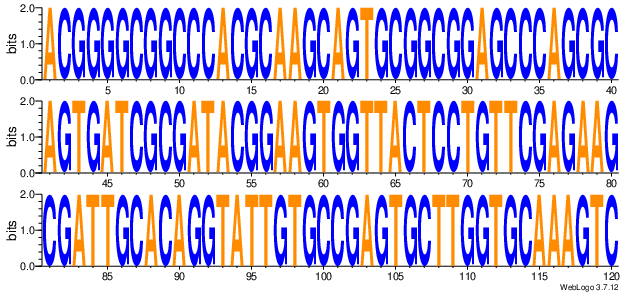 2.0
ACGGGGCGGCCCACGCAAGCAGTGCGGCGGAGCCCAGCGC
bits
1.0
0.0
5 10 15 20 25 30 35 40
2.0
AGTGATCGCGATACGGAAGTGGTTACTCCTGTTCGAGAAG
bits
1.0
0.0
45 50 55 60 65 70 75 80
2.0
CGATTGCACAGGTATTGTGCCGAGTGCTTGGTGCAAAGTC
bits
1.0
0.0
85 90 95 100 105 110 115 120
WebLogo 3.7.12